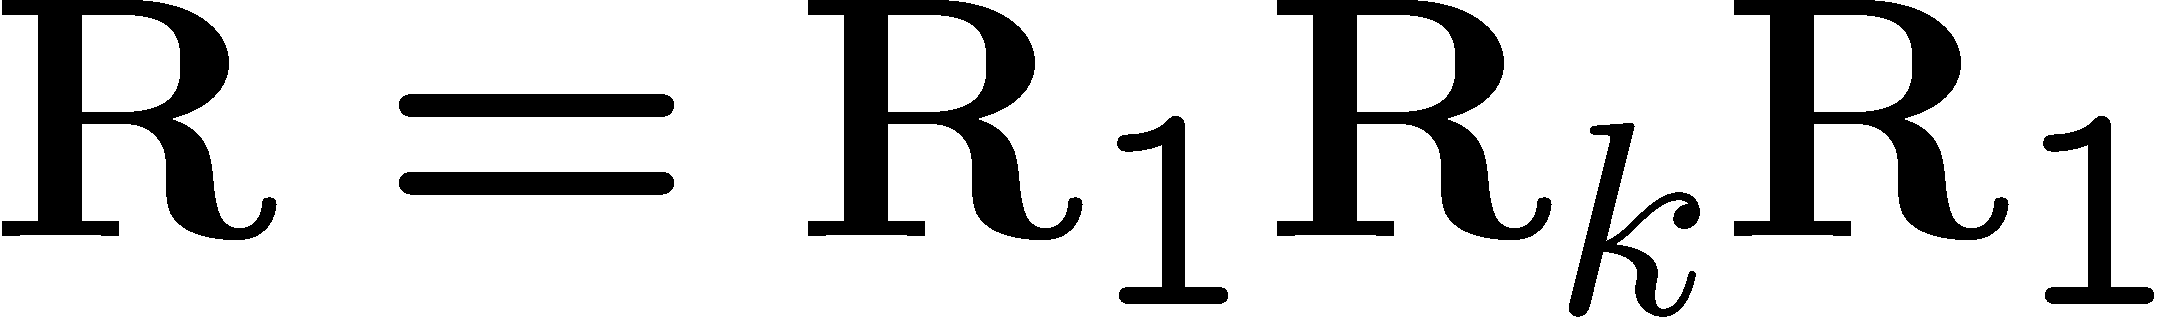 R = R₁RₖR₁